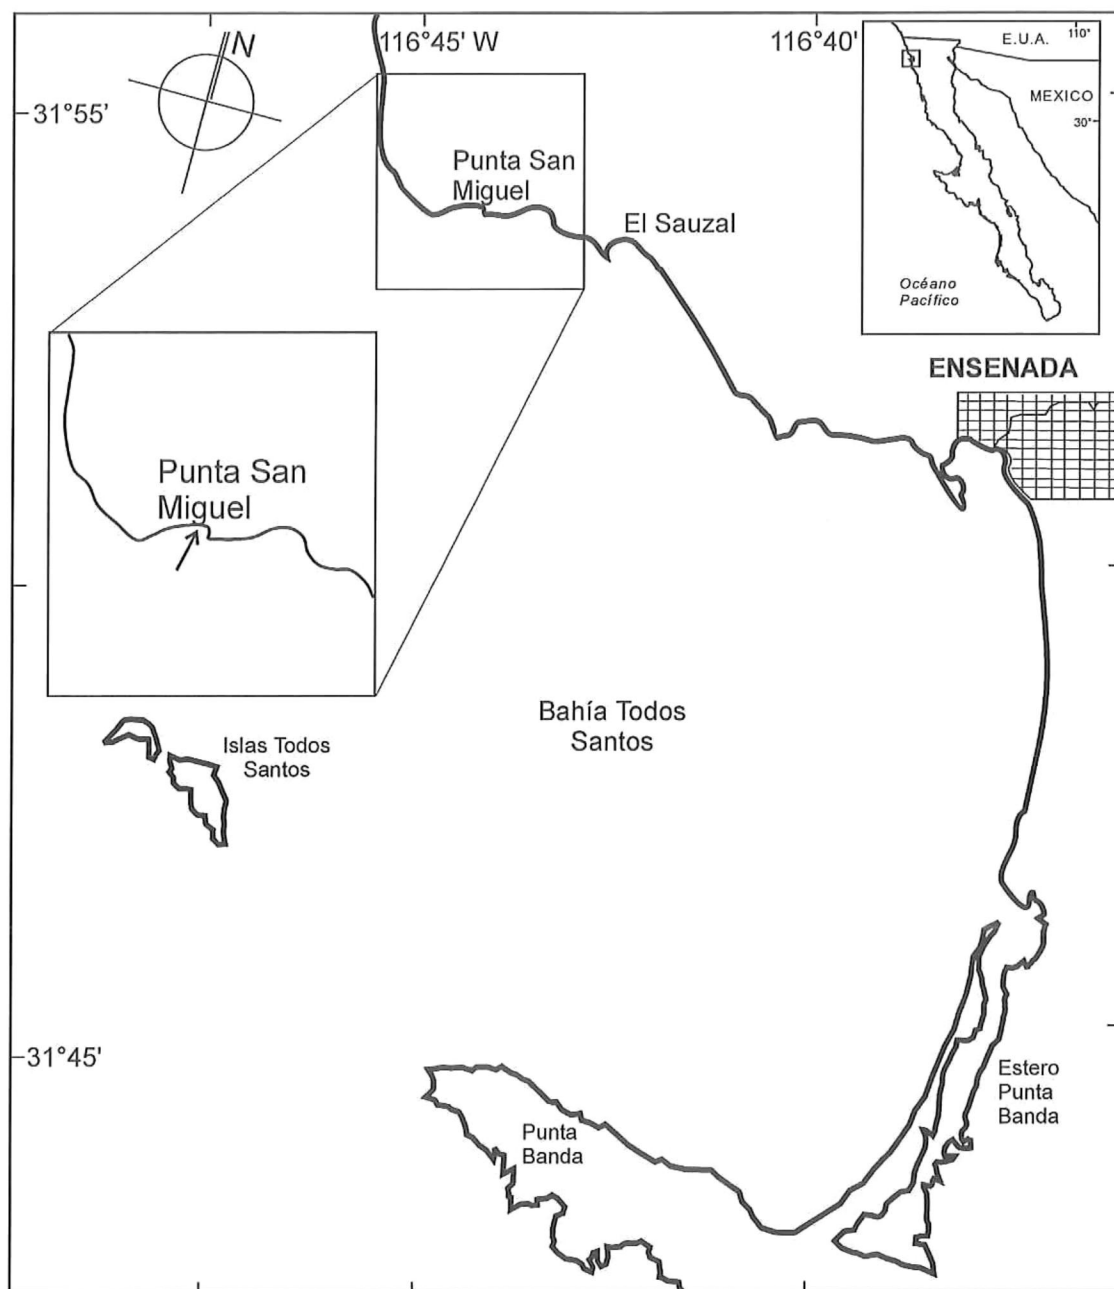 116°45' W
116°40'
N
31°55'
110°
E.U.A.
MEXICO
30°
Océano
Pacífico
Punta San
Miguel
El Sauzal
ENSENADA
Punta San
Miguel
Bahía Todos
Santos
Islas Todos
Santos
31°45'
Estero
Punta
Banda
Punta
Banda